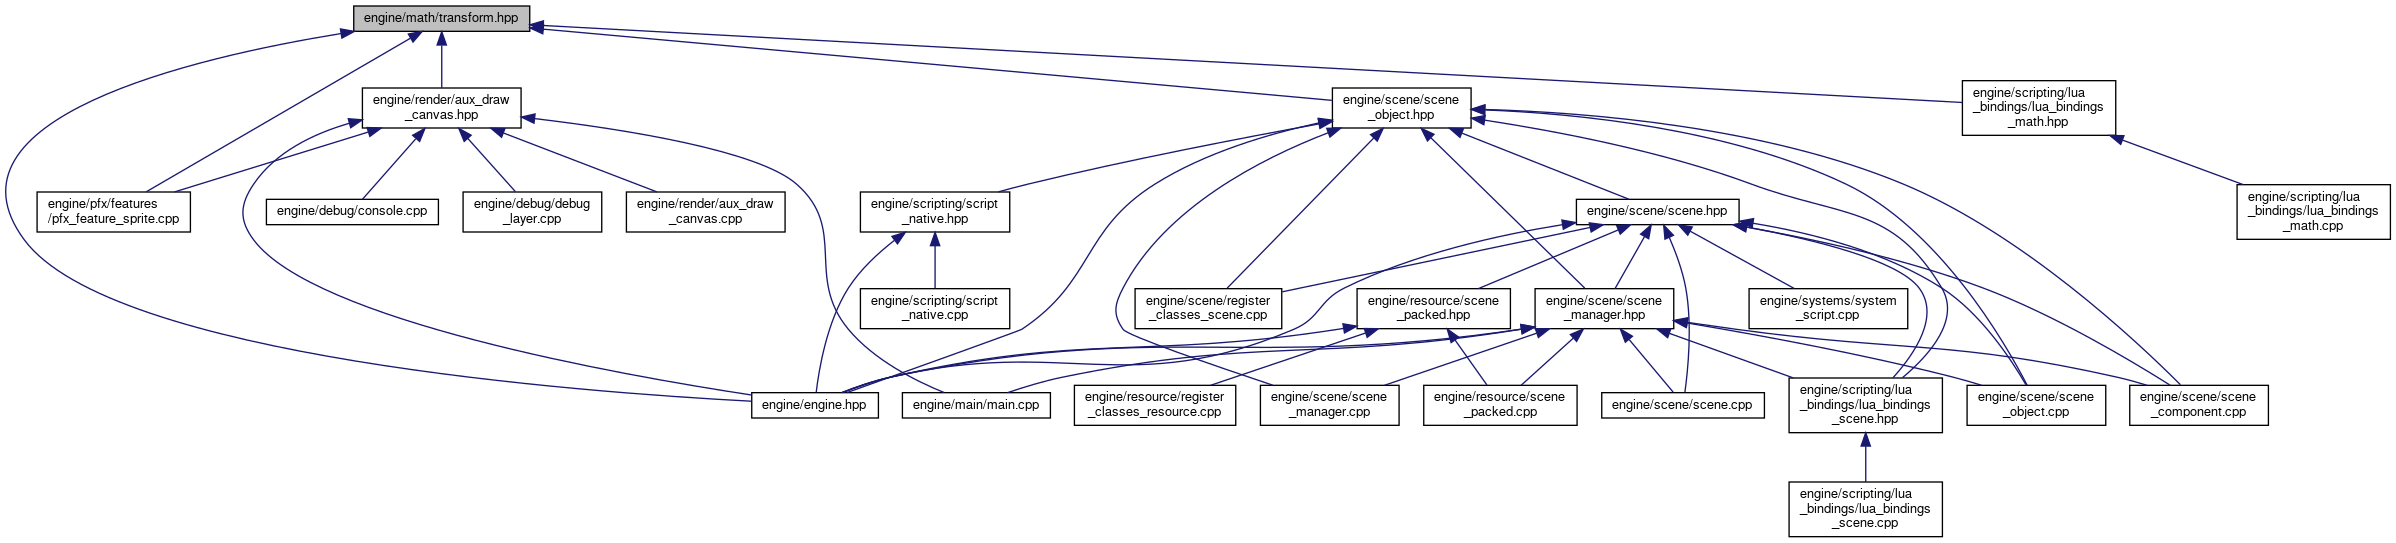 engine/math/transform.hpp
engine/render/aux_draw
_canvas.hpp
engine/scene/scene
_object.hpp
engine/scripting/lua
_bindings/lua_bindings
_math.hpp
engine/pfx/features
/pfx_feature_sprite.cpp
engine/debug/console.cpp
engine/debug/debug
_layer.cpp
engine/render/aux_draw
_canvas.cpp
engine/scripting/script
_native.hpp
engine/scene/scene.hpp
engine/scripting/lua
_bindings/lua_bindings
_math.cpp
engine/scripting/script
_native.cpp
engine/scene/register
_classes_scene.cpp
engine/resource/scene
_packed.hpp
engine/scene/scene
_manager.hpp
engine/systems/system
_script.cpp
engine/engine.hpp
engine/main/main.cpp
engine/resource/register
_classes_resource.cpp
engine/scene/scene
_manager.cpp
engine/resource/scene
_packed.cpp
engine/scene/scene.cpp
engine/scripting/lua
_bindings/lua_bindings
_scene.hpp
engine/scene/scene
_object.cpp
engine/scene/scene
_component.cpp
engine/scripting/lua
_bindings/lua_bindings
_scene.cpp